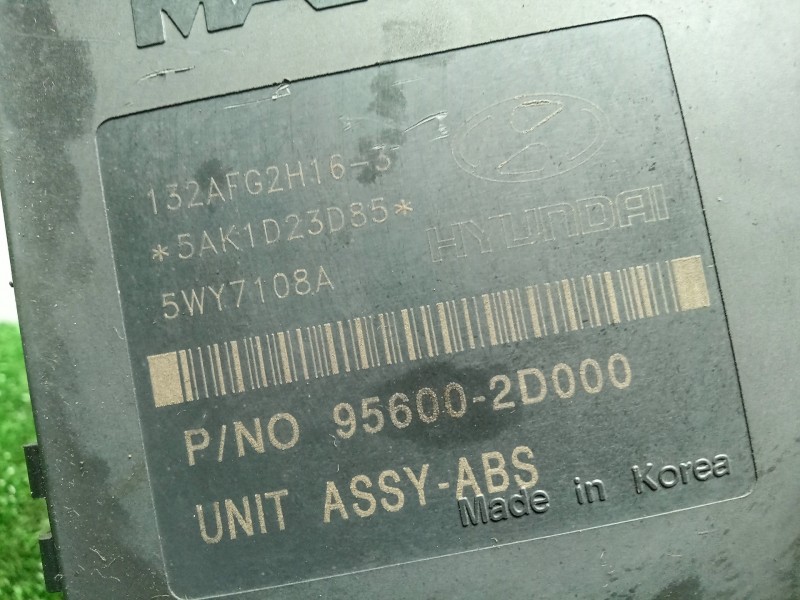 132AFG2H16-3
*5AK1D23D85*
5WY7108A
HYUNDAI
P/NO 95600-2D000
UNIT ASSY-ABS
Made in Korea